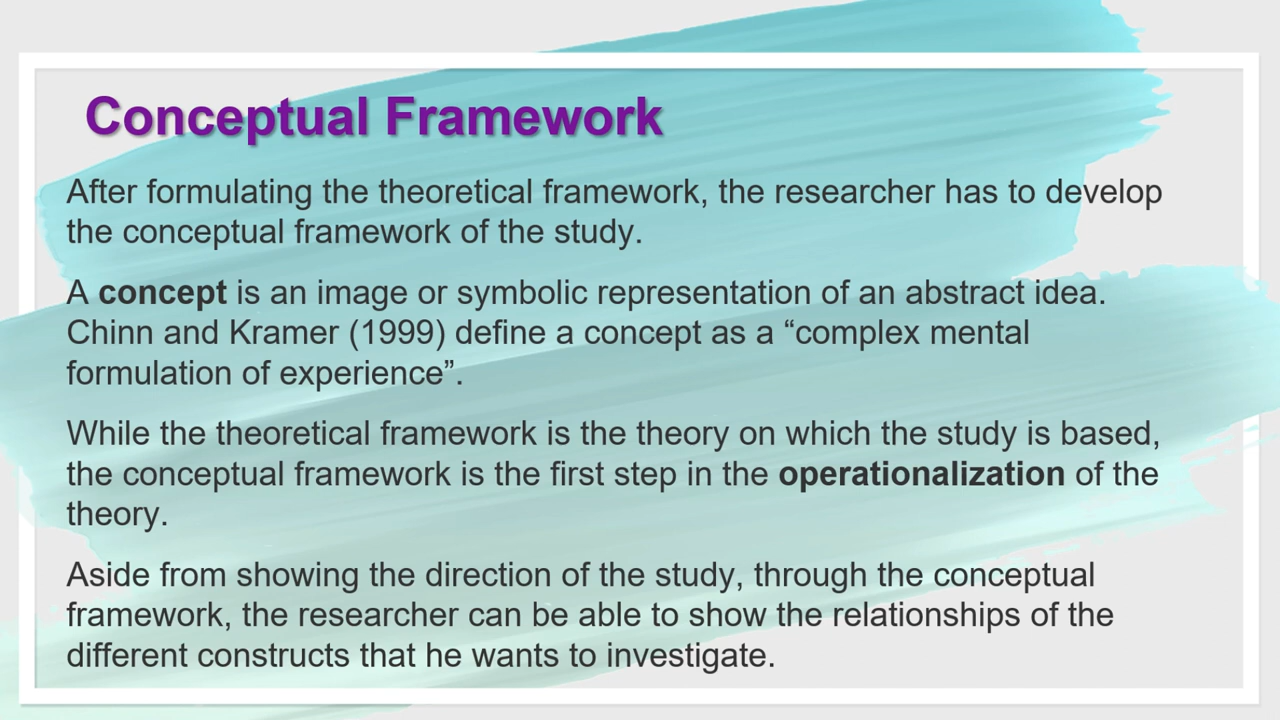 Conceptual Framework
After formulating the theoretical framework, the researcher has to develop
the conceptual framework of the study.
A concept is an image or symbolic representation of an abstract idea.
Chinn and Kramer (1999) define a concept as a “complex mental
formulation of experience”.
While the theoretical framework is the theory on which the study is based,
the conceptual framework is the first step in the operationalization of the
theory.
Aside from showing the direction of the study, through the conceptual
framework, the researcher can be able to show the relationships of the
different constructs that he wants to investigate.